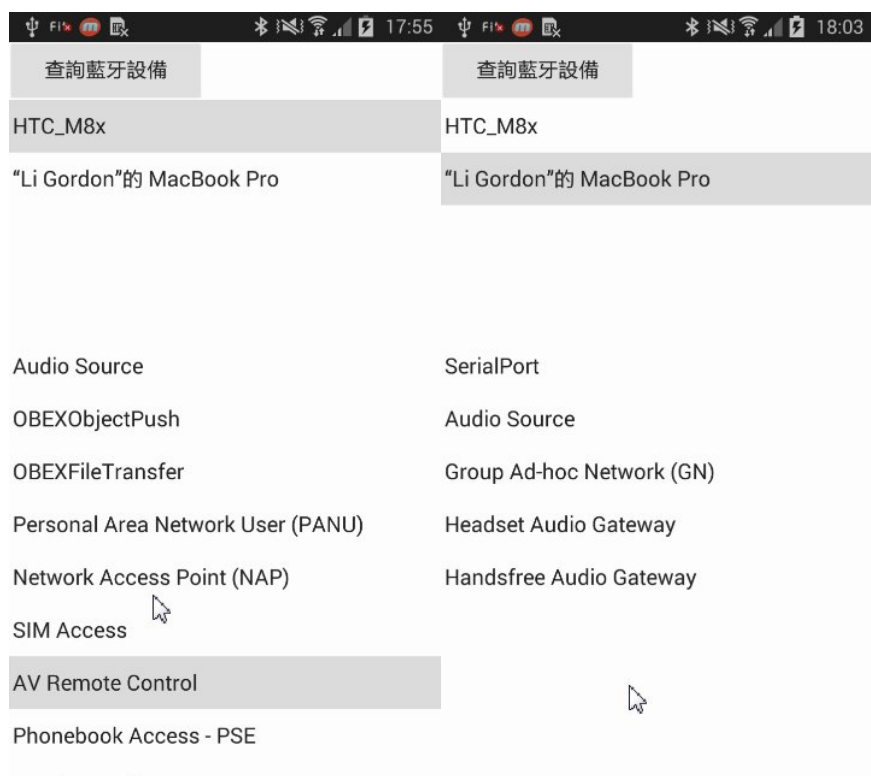 17:55
查詢藍牙設備
HTC_M8x
“Li Gordon”的 MacBook Pro
Audio Source
OBEXObjectPush
OBEXFileTransfer
Personal Area Network User (PANU)
Network Access Point (NAP)
SIM Access
AV Remote Control
Phonebook Access - PSE
18:03
查詢藍牙設備
HTC_M8x
“Li Gordon”的 MacBook Pro
SerialPort
Audio Source
Group Ad-hoc Network (GN)
Headset Audio Gateway
Handsfree Audio Gateway